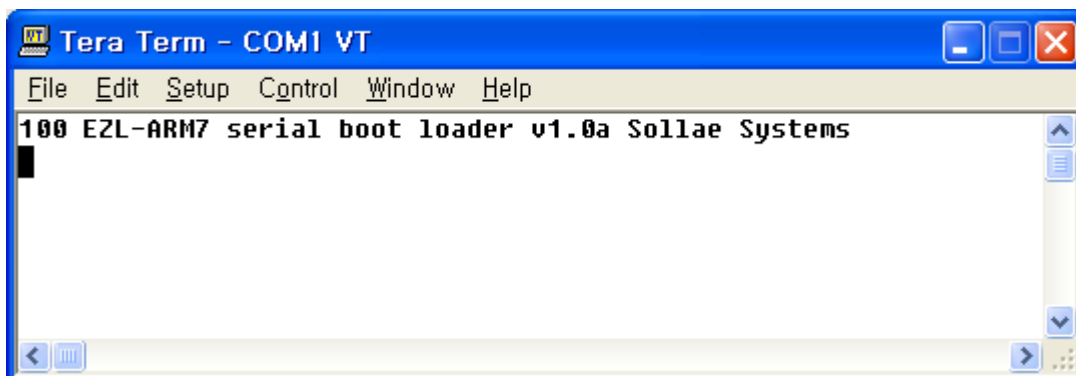 Tera Term - COM1 VT
File Edit Setup Control Window Help
100 EZL-ARM7 serial boot loader v1.0a Sollae Systems